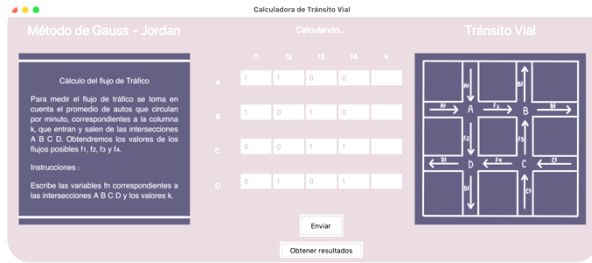 Calculadora de Tránsito Vial
Método de Gauss - Jordan
Calculando...
Tránsito Vial
Cálculo del flujo de Tráfico
Para medir el flujo de tráfico se toma en
cuenta el promedio de autos que circulan
por minuto, correspondientes a la columna
k, que entran y salen de las intersecciones
A B C D. Obtendremos los valores de los
flujos posibles f1, f2, f3 y f4.
Instrucciones :
Escribe las variables fn correspondientes a
las intersecciones A B C D y los valores k.
f1 f2 f3 f4 k
A 1 1 0 0
B 1 0 1 0
C 0 0 1 1
D 0 1 0 1
Enviar
Obtener resultados
A B
f2 f3
D f4 C